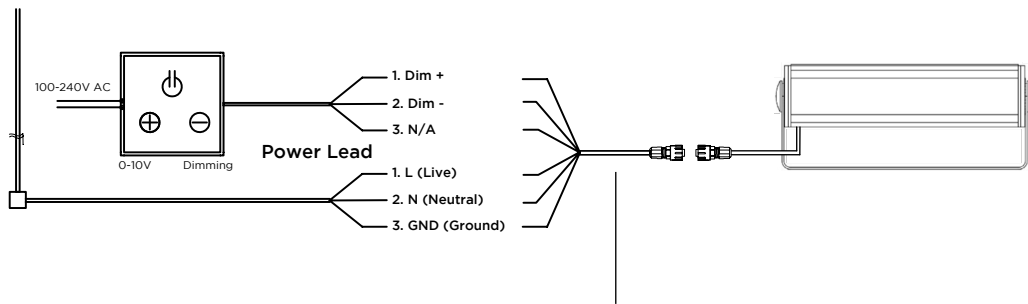 100-240V AC
0-10V Dimming
1. Dim +
2. Dim -
3. N/A
Power Lead
1. L (Live)
2. N (Neutral)
3. GND (Ground)